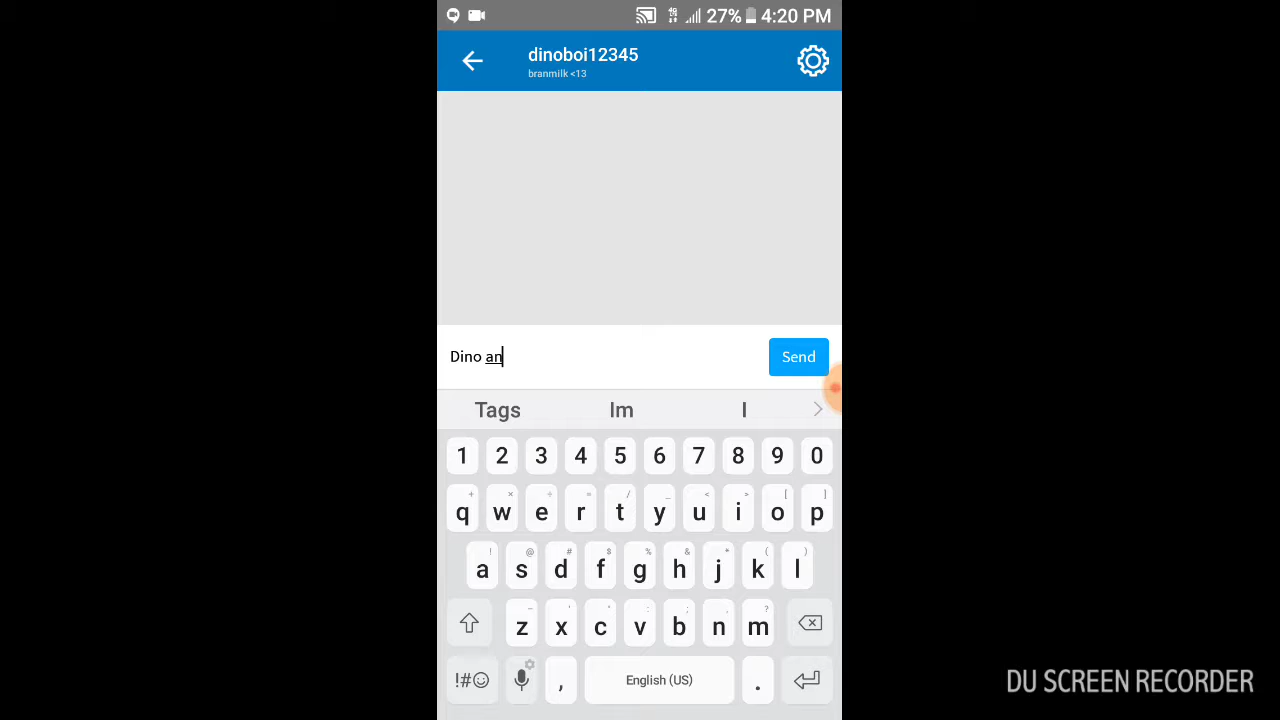 27% 4:20 PM
dinoboi12345
branmilk <13
Dino an
Send
Tags Im I
1 2 3 4 5 6 7 8 9 0
q w e r t y u i o p
a s d f g h j k l
z x c v b n m
!#☺ , English (US) .
DU SCREEN RECORDER